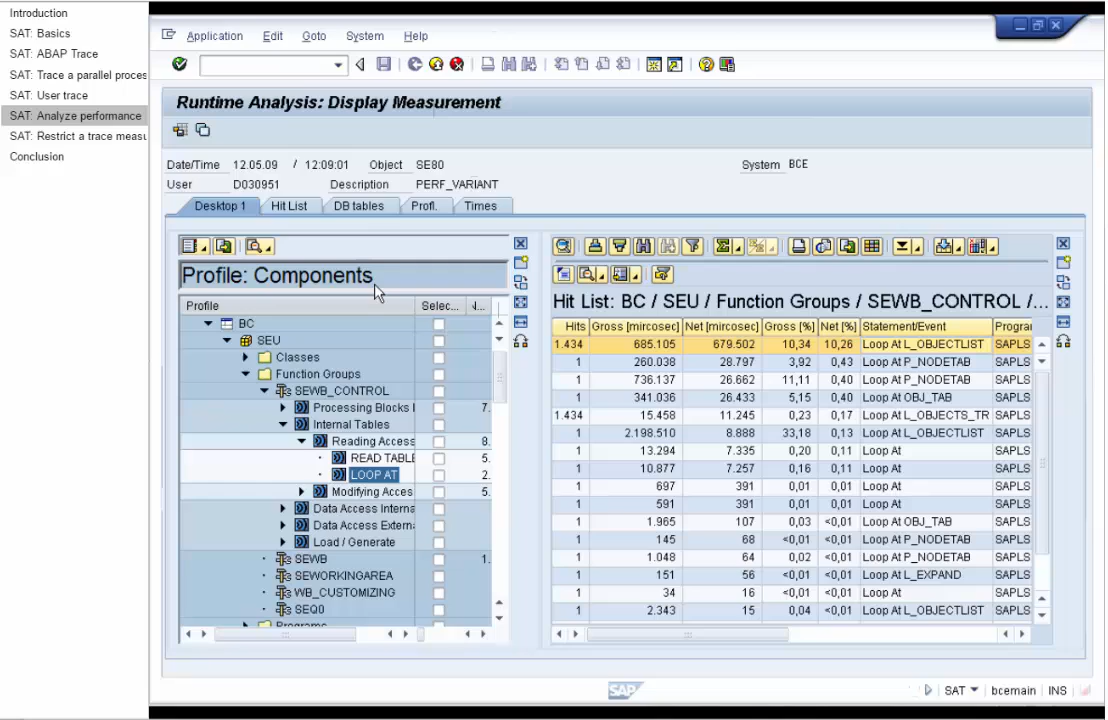 Introduction
SAT: Basics
SAT: ABAP Trace
SAT: Trace a parallel proces
SAT: User trace
SAT: Analyze performance
SAT: Restrict a trace measu
Conclusion
Application Edit Goto System Help
Runtime Analysis: Display Measurement
Date/Time 12.05.09 / 12:09:01 Object SE80 System BCE
User D030951 Description PERF_VARIANT
Desktop 1 Hit List DB tables Profl. Times
Profile: Components
Profile Selec...
BC
SEU
Classes
Function Groups
SEWB_CONTROL
Processing Blocks 7.
Internal Tables
Reading Access 8.
READ TABLE 5.
LOOP AT 2.
Modifying Acces 5.
Data Access Interna
Data Access Extern
Load / Generate
SEWB 1.
SEWORKINGAREA
WB_CUSTOMIZING
SEQ0
Programs
Hit List: BC / SEU / Function Groups / SEWB_CONTROL /...
Hits Gross [mircosec] Net [mircosec] Gross [%] Net [%] Statement/Event Progra
1.434 685.105 679.502 10,34 10,26 Loop At L_OBJECTLIST SAPLS
1 260.038 28.797 3,92 0,43 Loop At P_NODETAB SAPLS
1 736.137 26.662 11,11 0,40 Loop At P_NODETAB SAPLS
1 341.036 26.433 5,15 0,40 Loop At OBJ_TAB SAPLS
1.434 15.458 11.245 0,23 0,17 Loop At L_OBJECTS_TR SAPLS
1 2.198.510 8.888 33,18 0,13 Loop At L_OBJECTLIST SAPLS
1 13.294 7.335 0,20 0,11 Loop At SAPLS
1 10.877 7.257 0,16 0,11 Loop At SAPLS
1 697 391 0,01 0,01 Loop At SAPLS
1 591 391 0,01 0,01 Loop At SAPLS
1 1.965 107 0,03 <0,01 Loop At OBJ_TAB SAPLS
1 145 68 <0,01 <0,01 Loop At P_NODETAB SAPLS
1 1.048 64 0,02 <0,01 Loop At P_NODETAB SAPLS
1 151 56 <0,01 <0,01 Loop At L_EXPAND SAPLS
1 34 16 <0,01 <0,01 Loop At SAPLS
1 2.343 15 0,04 <0,01 Loop At L_OBJECTLIST SAPLS
SAP SAT bcemain INS